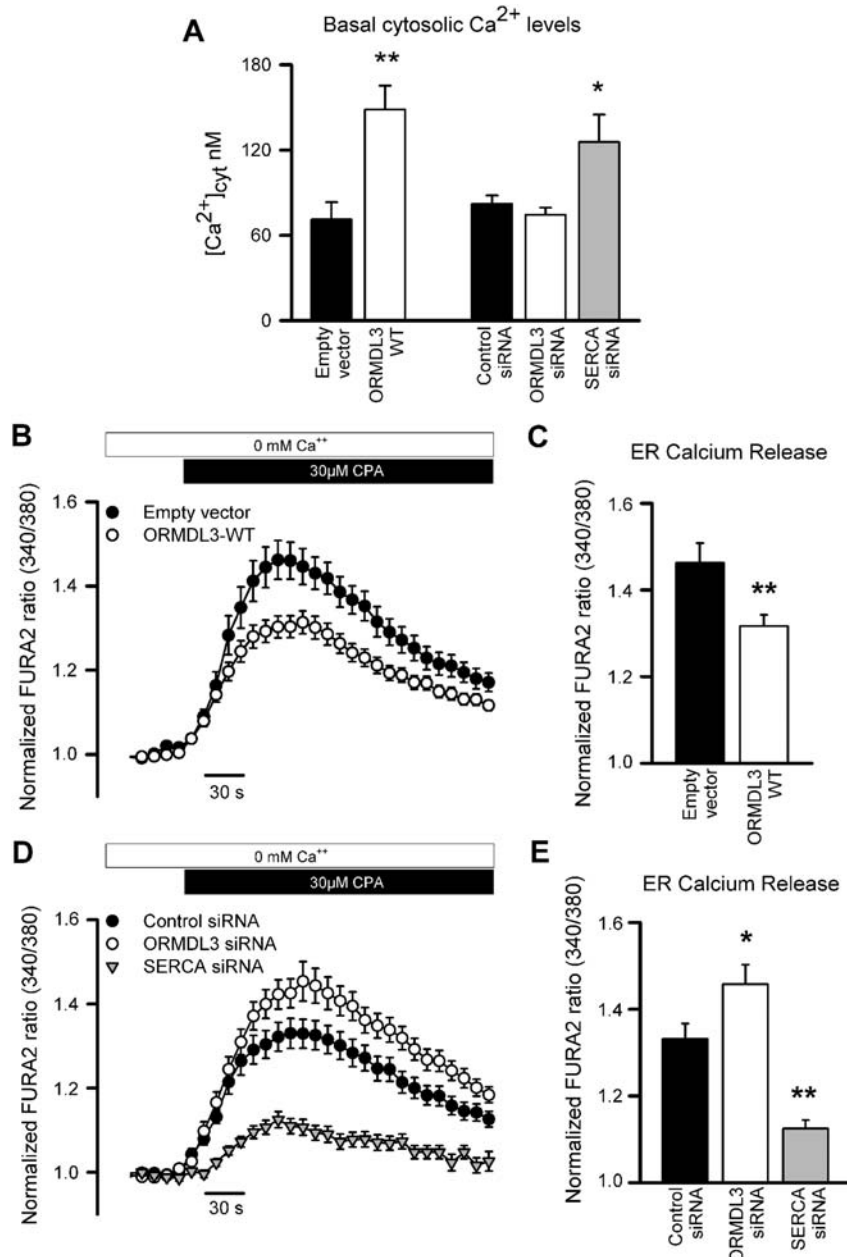 A
Basal cytosolic Ca2+ levels
[Ca2+]cyt nM
180
120
60
0
**
*
Empty vector
ORMDL3 WT
Control siRNA
ORMDL3 siRNA
SERCA siRNA
B
0 mM Ca++
30µM CPA
Normalized FURA2 ratio (340/380)
1.6
1.4
1.2
1.0
Empty vector
ORMDL3-WT
30 s
C
ER Calcium Release
Normalized FURA2 ratio (340/380)
1.6
1.4
1.2
1.0
**
Empty vector
ORMDL3 WT
D
0 mM Ca++
30µM CPA
Normalized FURA2 ratio (340/380)
1.6
1.4
1.2
1.0
Control siRNA
ORMDL3 siRNA
SERCA siRNA
30 s
E
ER Calcium Release
Normalized FURA2 ratio (340/380)
1.6
1.4
1.2
1.0
*
**
Control siRNA
ORMDL3 siRNA
SERCA siRNA